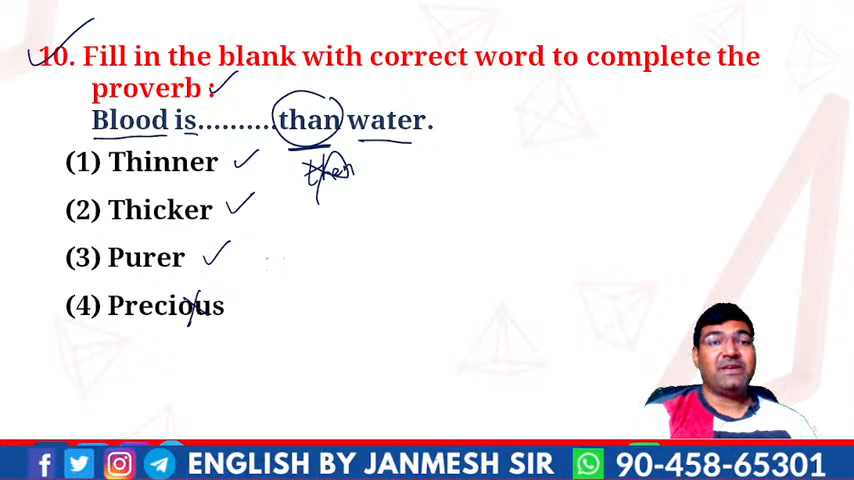 10. Fill in the blank with correct word to complete the
proverb :
Blood is..........than water.
then
(1) Thinner
(2) Thicker
(3) Purer
(4) Precious
ENGLISH BY JANMESH SIR 90-458-65301